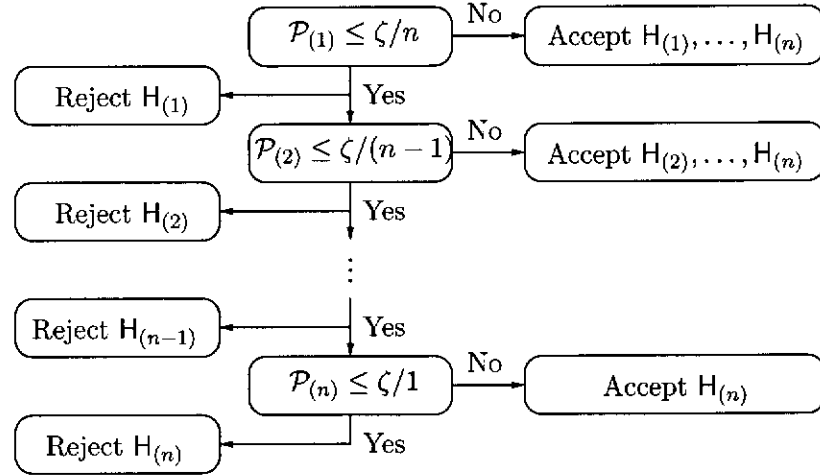 𝒫₍₁₎ ≤ ζ/n
No
Accept H₍₁₎, ..., H₍ₙ₎
Reject H₍₁₎
Yes
𝒫₍₂₎ ≤ ζ/(n − 1)
No
Accept H₍₂₎, ..., H₍ₙ₎
Reject H₍₂₎
Yes
⋮
Reject H₍ₙ₋₁₎
Yes
𝒫₍ₙ₎ ≤ ζ/1
No
Accept H₍ₙ₎
Reject H₍ₙ₎
Yes